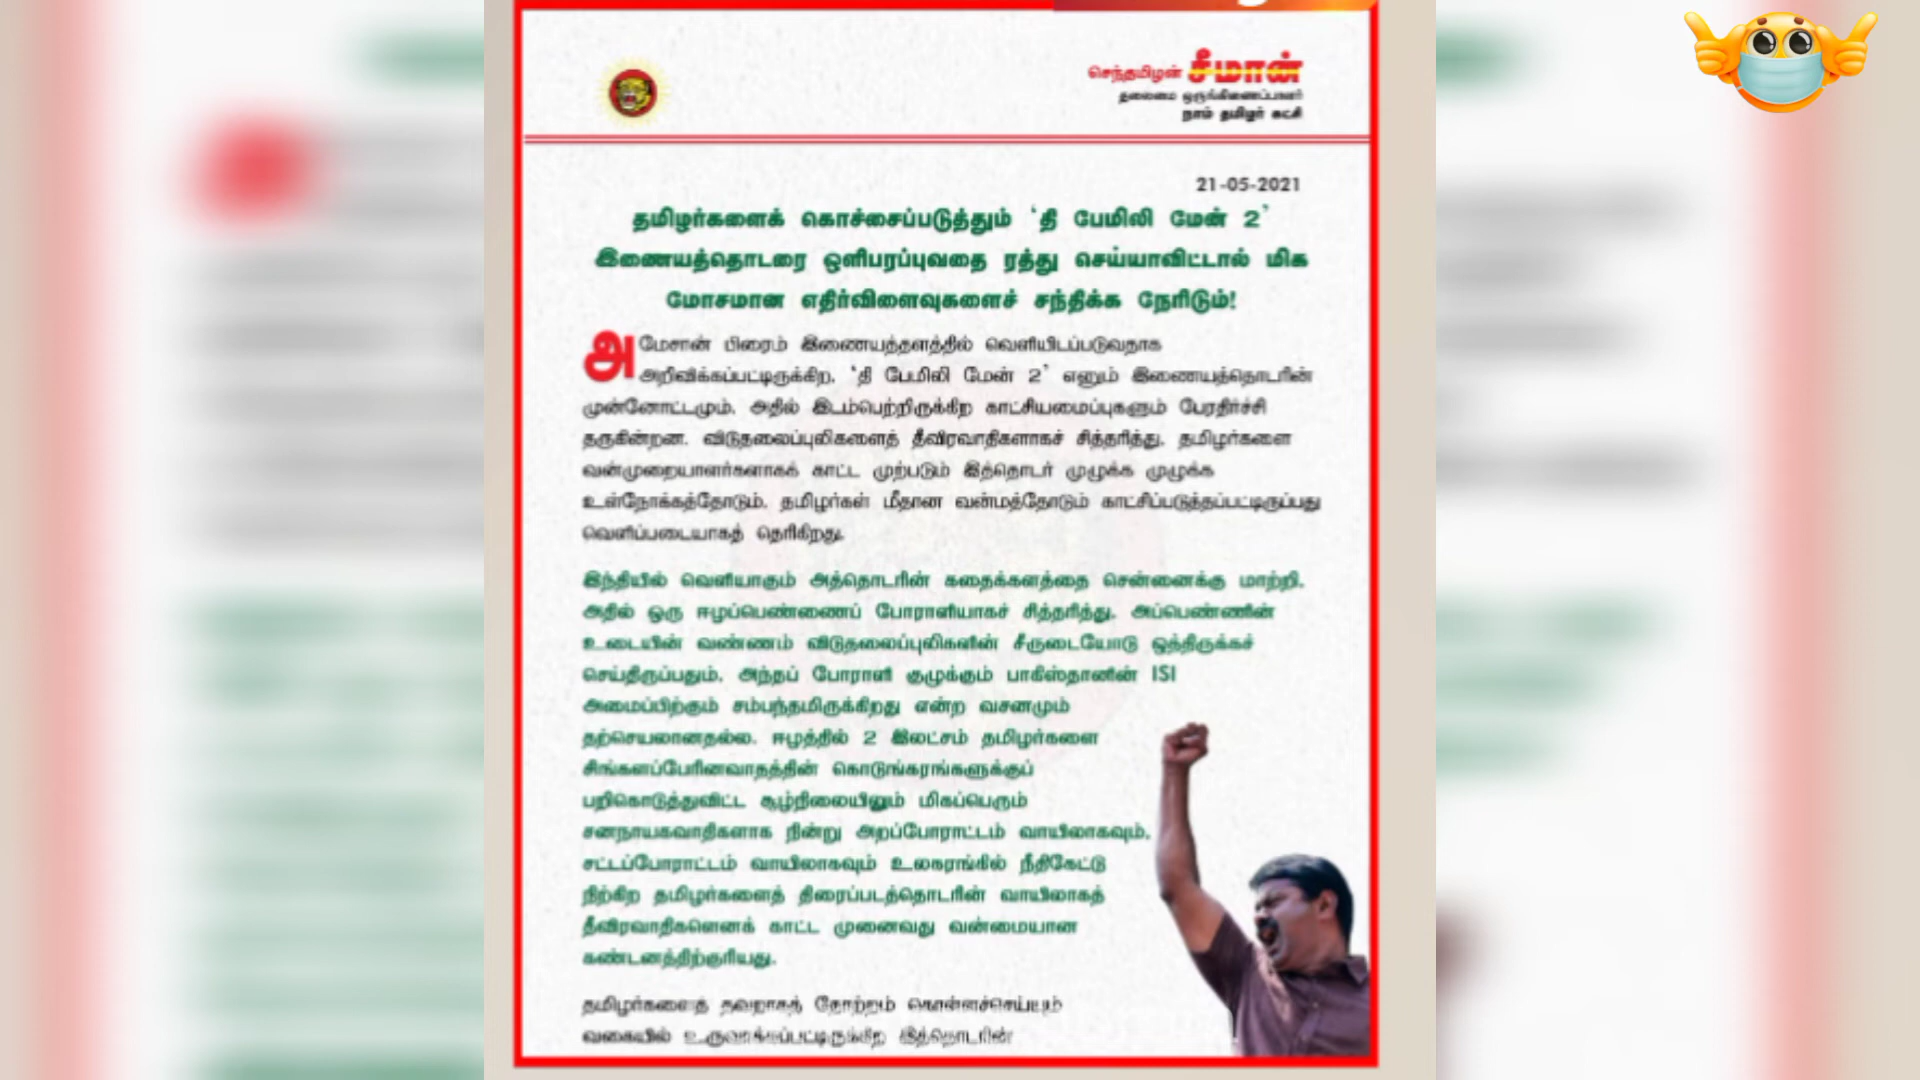 செந்தமிழன் சீமான்
தலைமை ஒருங்கிணைப்பாளர்
நாம் தமிழர் கட்சி
21-05-2021
தமிழர்களைக் கொச்சைப்படுத்தும் ‘தி பேமிலி மேன் 2’
இணையத்தொடரை ஒளிபரப்புவதை ரத்து செய்யாவிட்டால் மிக
மோசமான எதிர்விளைவுகளைச் சந்திக்க நேரிடும்!
அமேசான் பிரைம் இணையத்தளத்தில் வெளியிடப்படுவதாக
அறிவிக்கப்பட்டிருக்கிற, ‘தி பேமிலி மேன் 2’ எனும் இணையத்தொடரின்
முன்னோட்டமும், அதில் இடம்பெற்றிருக்கிற காட்சியமைப்புகளும் பேரதிர்ச்சி
தருகின்றன. விடுதலைப்புலிகளைத் தீவிரவாதிகளாகச் சித்தரித்து, தமிழர்களை
வன்முறையாளர்களாகக் காட்ட முற்படும் இத்தொடர் முழுக்க முழுக்க
உள்நோக்கத்தோடும், தமிழர்கள் மீதான வன்மத்தோடும் காட்சிப்படுத்தப்பட்டிருப்பது
வெளிப்படையாகத் தெரிகிறது.
இந்தியில் வெளியாகும் அத்தொடரின் கதைக்களத்தை சென்னைக்கு மாற்றி,
அதில் ஒரு ஈழப்பெண்ணைப் போராளியாகச் சித்தரித்து, அப்பெண்ணின்
உடையின் வண்ணம் விடுதலைப்புலிகளின் சீருடையோடு ஒத்திருக்கச்
செய்திருப்பதும், அந்தப் போராளி குழுக்கும் பாகிஸ்தானின் ISI
அமைப்பிற்கும் சம்பந்தமிருக்கிறது என்ற வசனமும்
தற்செயலானதல்ல. ஈழத்தில் 2 இலட்சம் தமிழர்களை
சிங்களப்பேரினவாதத்தின் கொடுங்கரங்களுக்குப்
பறிகொடுத்துவிட்ட சூழ்நிலையிலும் மிகப்பெரும்
சனநாயகவாதிகளாக நின்று அறப்போராட்டம் வாயிலாகவும்,
சட்டப்போராட்டம் வாயிலாகவும் உலகரங்கில் நீதிகேட்டு
நிற்கிற தமிழர்களைத் திரைப்படத்தொடரின் வாயிலாகத்
தீவிரவாதிகளெனக் காட்ட முனைவது வன்மையான
கண்டனத்திற்குரியது.
தமிழர்களைத் தவறாகத் தோற்றம் கொள்ளச்செய்யும்
வகையில் உருவாக்கப்பட்டிருக்கிற இத்தொடரின்